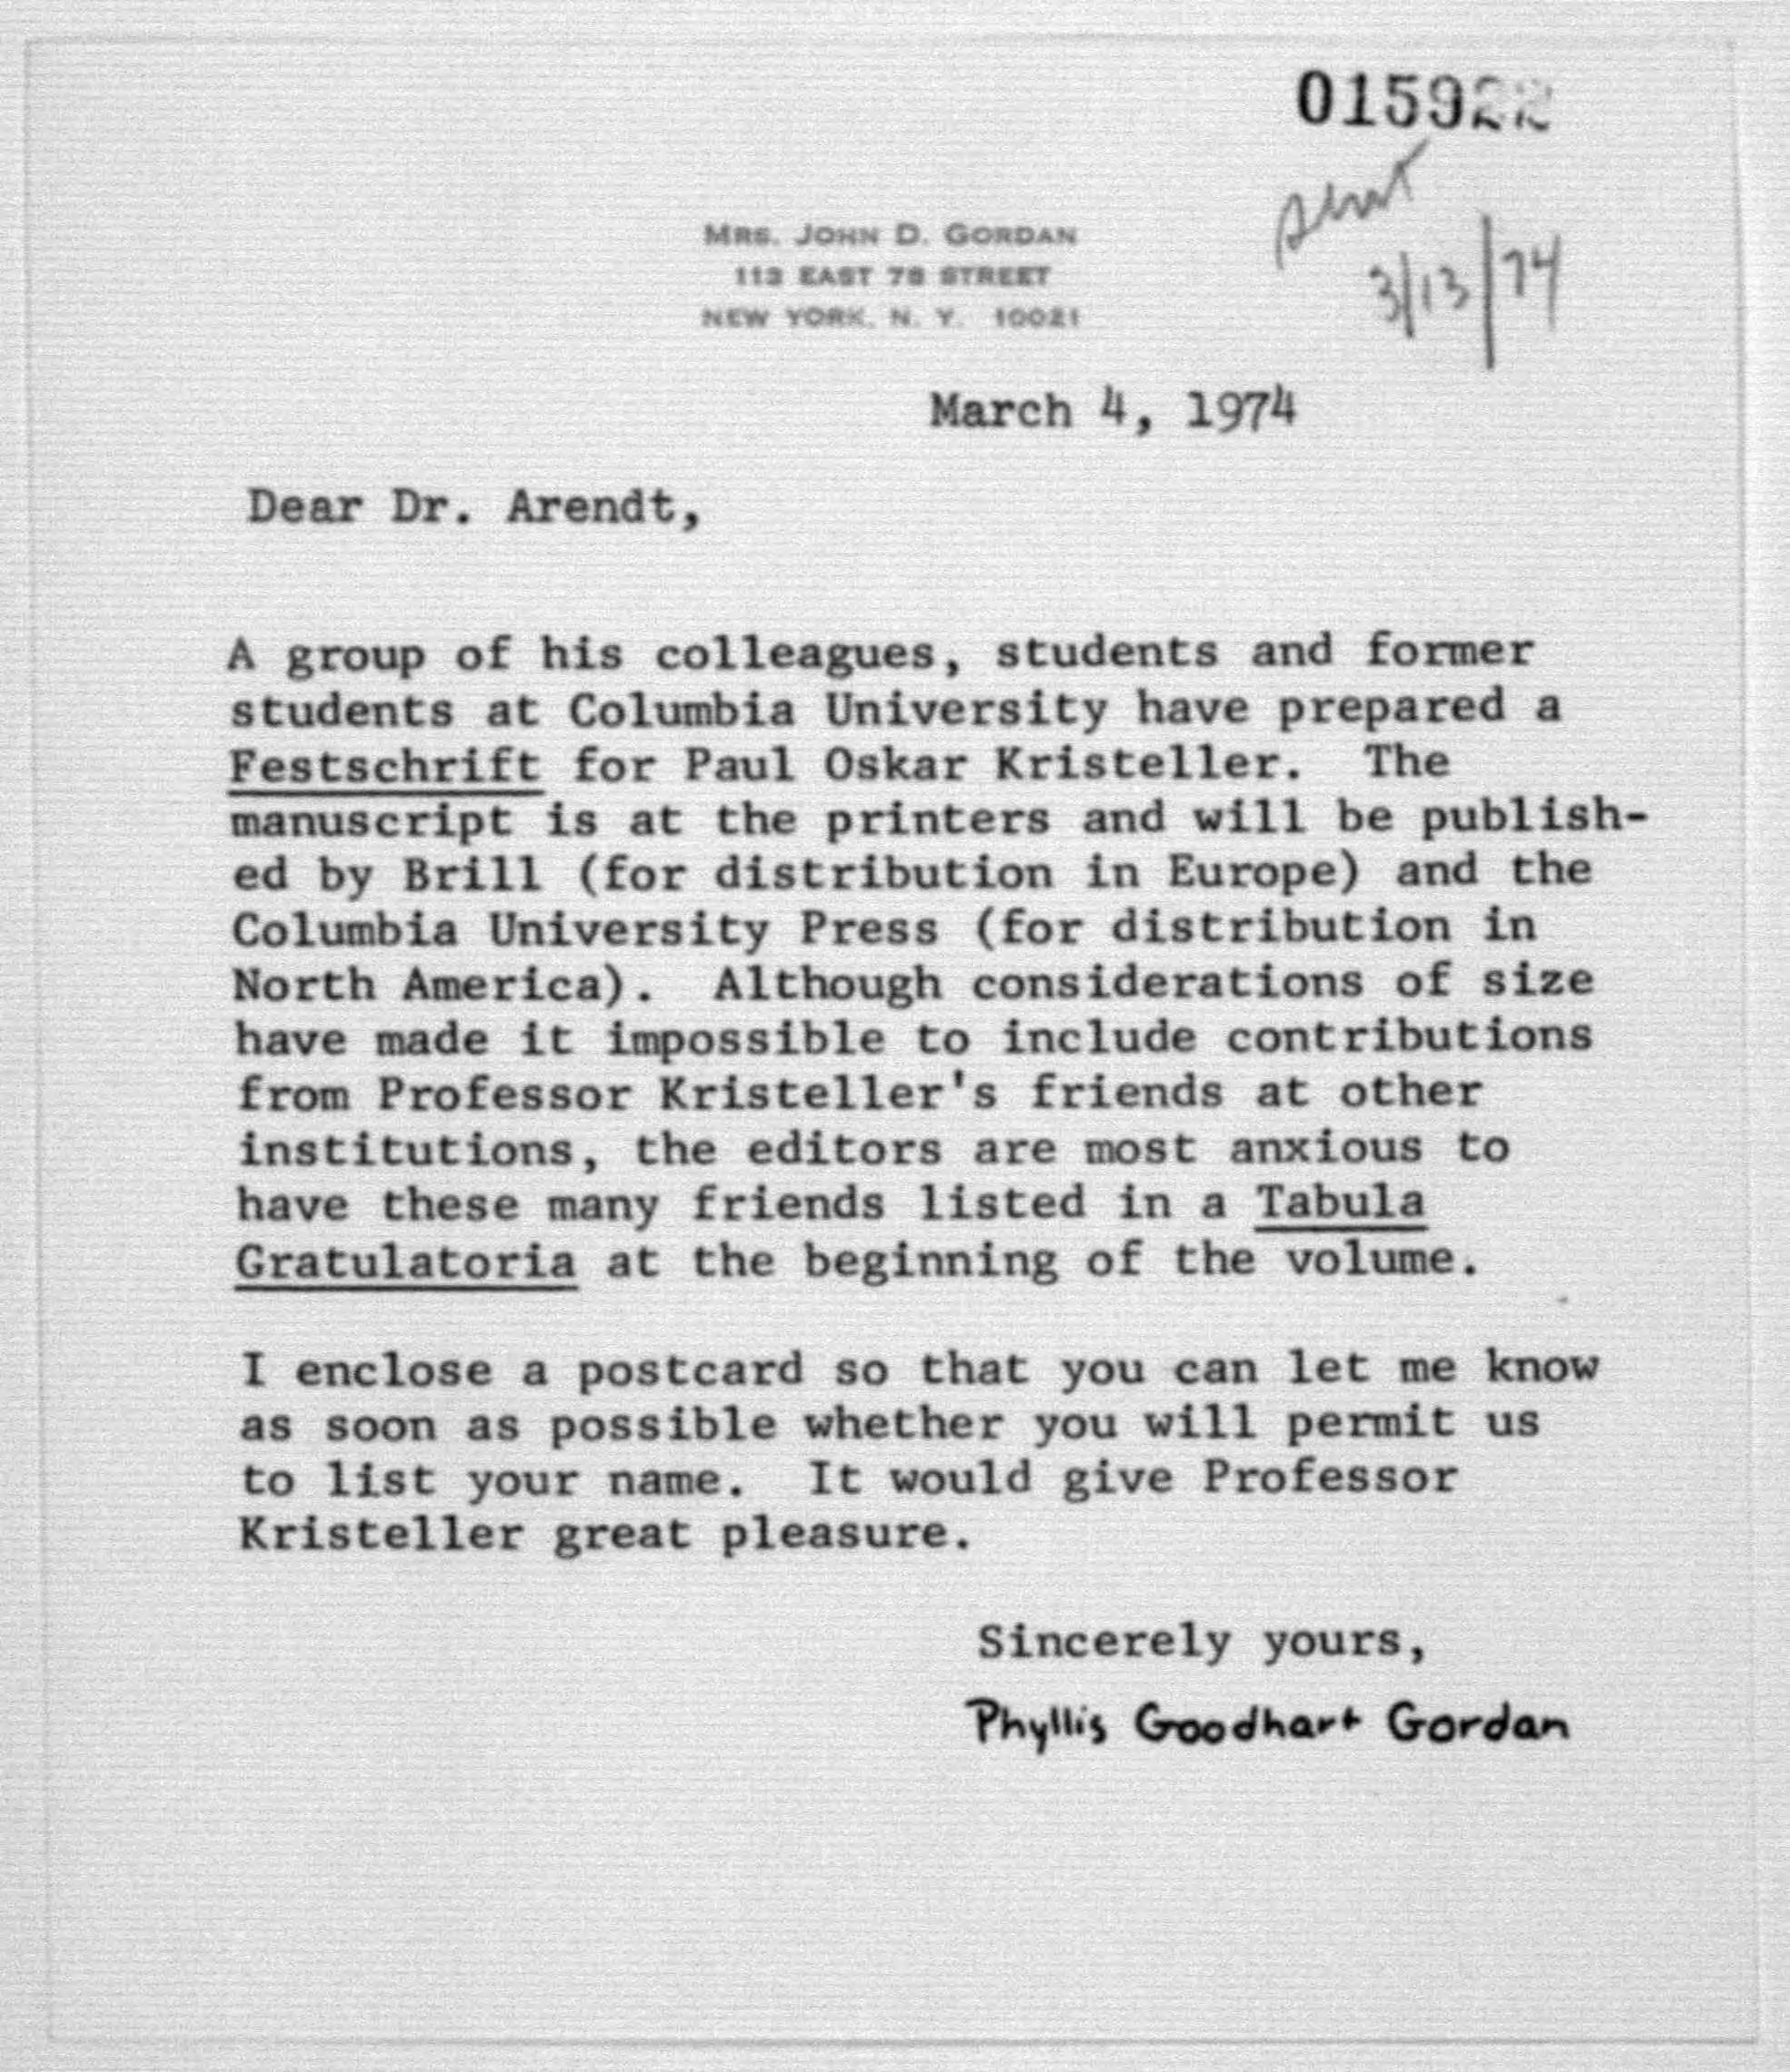 015922
sent
3/13/74
MRS. JOHN D. GORDAN
113 EAST 78 STREET
NEW YORK, N. Y. 10021
March 4, 1974
Dear Dr. Arendt,
A group of his colleagues, students and former
students at Columbia University have prepared a
Festschrift for Paul Oskar Kristeller. The
manuscript is at the printers and will be publish-
ed by Brill (for distribution in Europe) and the
Columbia University Press (for distribution in
North America). Although considerations of size
have made it impossible to include contributions
from Professor Kristeller's friends at other
institutions, the editors are most anxious to
have these many friends listed in a Tabula
Gratulatoria at the beginning of the volume.
I enclose a postcard so that you can let me know
as soon as possible whether you will permit us
to list your name. It would give Professor
Kristeller great pleasure.
Sincerely yours,
Phyllis Goodhart Gordan